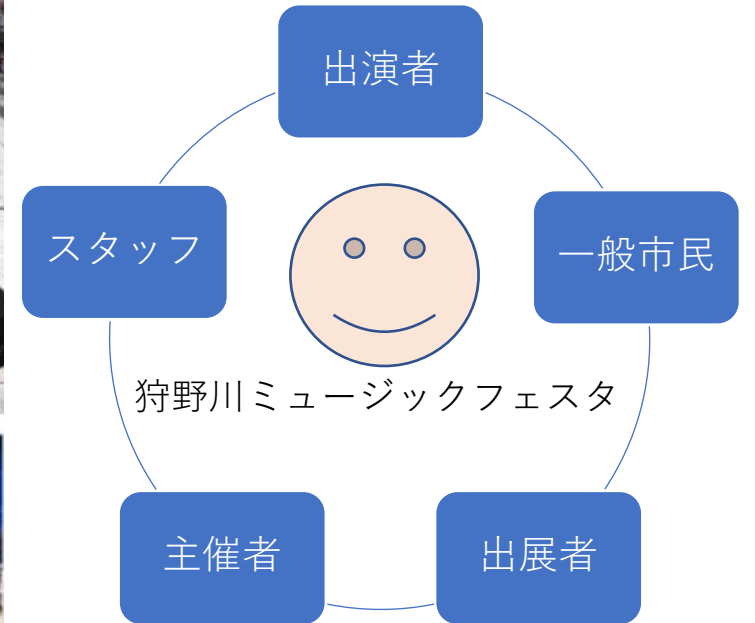 出演者
スタッフ
一般市民
狩野川ミュージックフェスタ
主催者
出展者